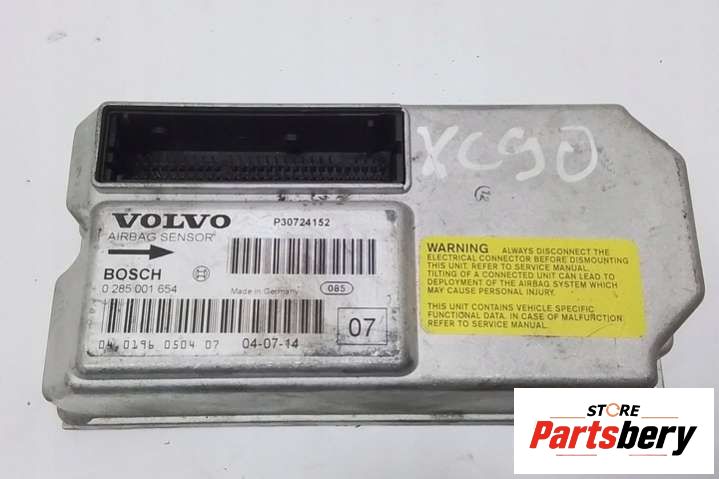 XC90
VOLVO
P30724152
AIRBAG SENSOR
BOSCH
0 285 001 654
Made in Germany
085
07
04 0196 0504 07
04-07-14
WARNING ALWAYS DISCONNECT THE
ELECTRICAL CONNECTOR BEFORE DISMOUNTING
THIS UNIT. REFER TO SERVICE MANUAL.
TILTING OF A CONNECTED UNIT CAN LEAD TO
DEPLOYMENT OF THE AIRBAG SYSTEM WHICH
MAY CAUSE PERSONAL INJURY.
THIS UNIT CONTAINS VEHICLE SPECIFIC
FUNCTIONAL DATA. IN CASE OF MALFUNCTION
REFER TO SERVICE MANUAL.
STORE
Partsbery